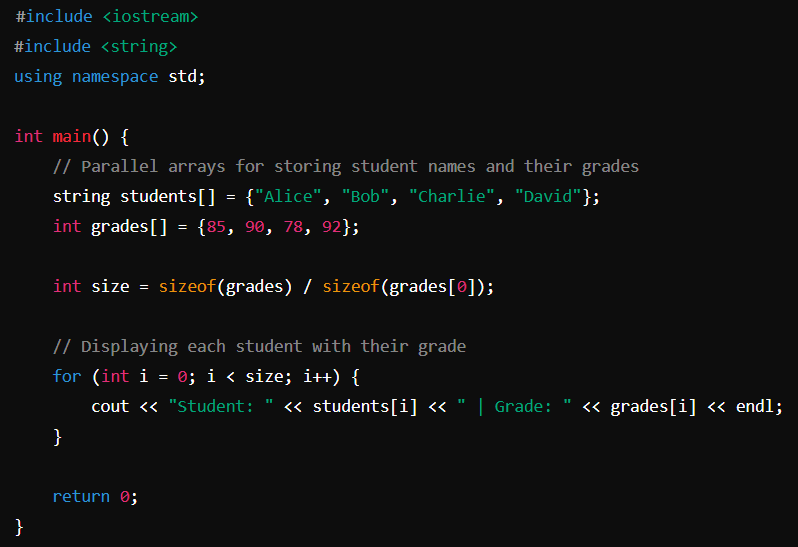 #include <iostream>
#include <string>
using namespace std;
int main() {
    // Parallel arrays for storing student names and their grades
    string students[] = {"Alice", "Bob", "Charlie", "David"};
    int grades[] = {85, 90, 78, 92};
    int size = sizeof(grades) / sizeof(grades[0]);
    // Displaying each student with their grade
    for (int i = 0; i < size; i++) {
        cout << "Student: " << students[i] << " | Grade: " << grades[i] << endl;
    }
    return 0;
}